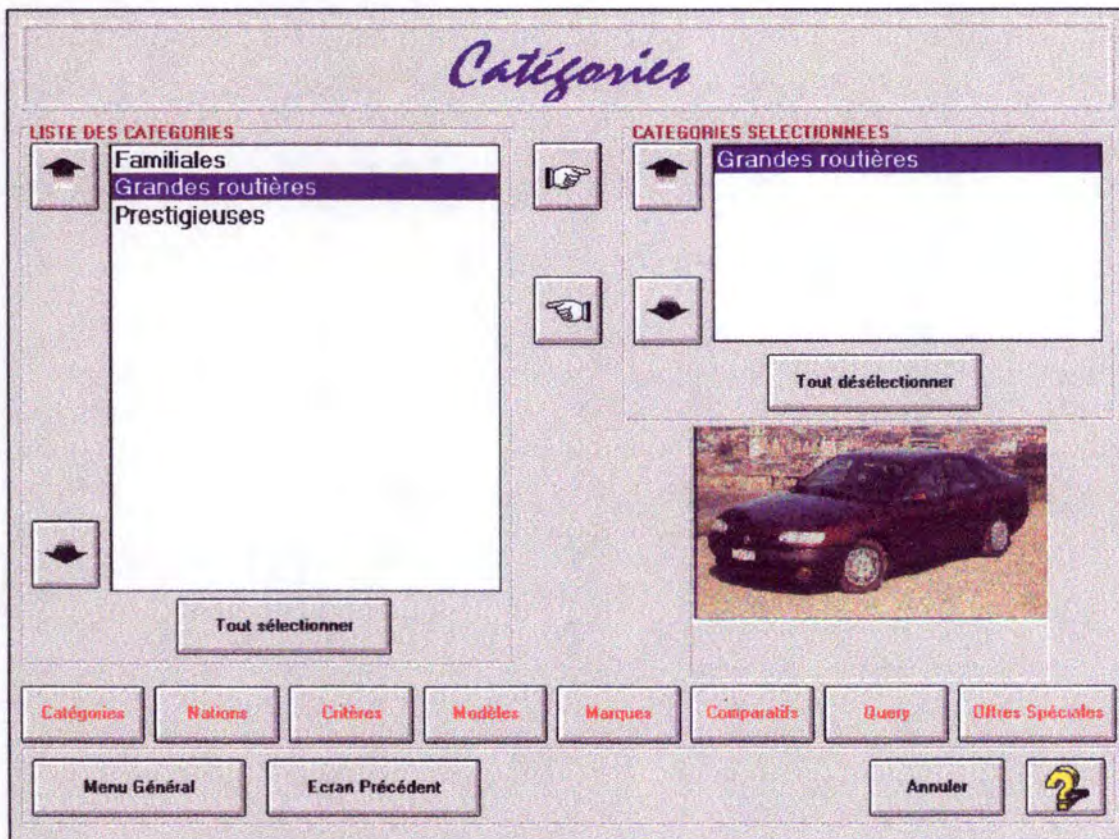 Catégories
LISTE DES CATEGORIES
Familiales
Grandes routières
Prestigieuses
Tout sélectionner
CATEGORIES SELECTIONNEES
Grandes routières
Tout désélectionner
Catégories Nations Critères Modèles Marques Comparatifs Query Offres Spéciales
Menu Général Ecran Précédent Annuler